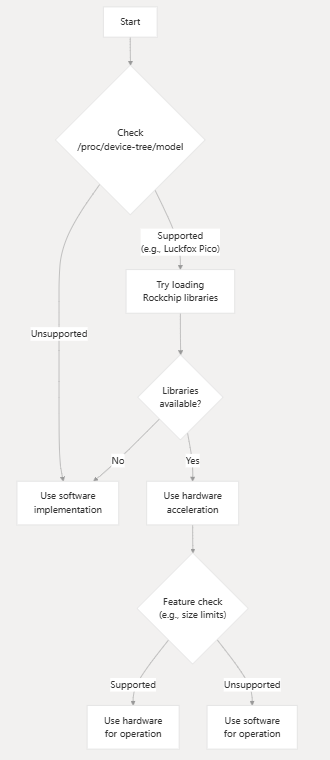 Start
Check
/proc/device-tree/model
Supported
(e.g., Luckfox Pico)
Try loading
Rockchip libraries
Unsupported
Libraries
available?
No
Yes
Use software
implementation
Use hardware
acceleration
Feature check
(e.g., size limits)
Supported
Unsupported
Use hardware
for operation
Use software
for operation